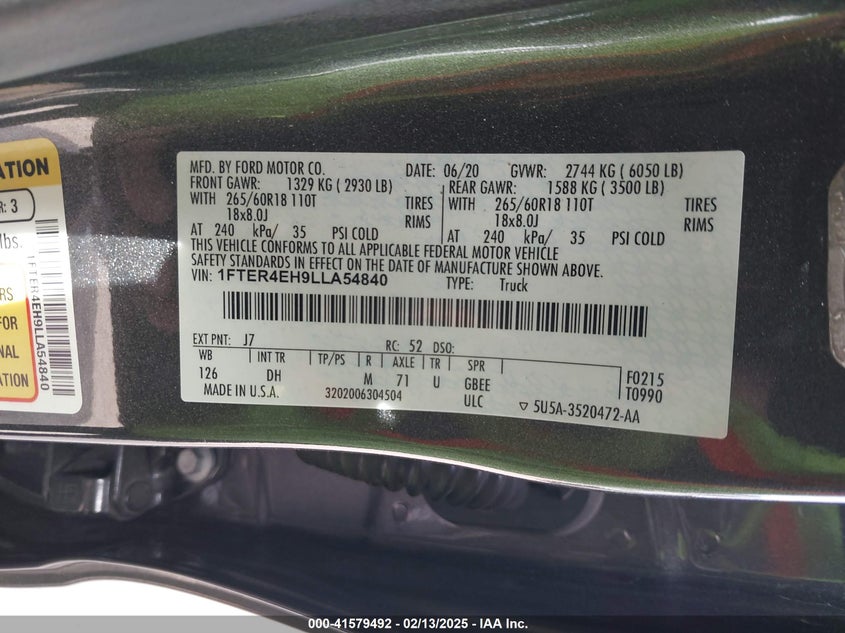 ATION
R: 3
lbs.
RS
FOR
NAL
ATION
1FTER4EH9LLA54840
MFD. BY FORD MOTOR CO. DATE: 06/20 GVWR: 2744 KG ( 6050 LB)
FRONT GAWR: 1329 KG ( 2930 LB) REAR GAWR: 1588 KG ( 3500 LB)
WITH 265/60R18 110T TIRES WITH 265/60R18 110T TIRES
18x8.0J RIMS 18x8.0J RIMS
AT 240 kPa/ 35 PSI COLD AT 240 kPa/ 35 PSI COLD
THIS VEHICLE CONFORMS TO ALL APPLICABLE FEDERAL MOTOR VEHICLE
SAFETY STANDARDS IN EFFECT ON THE DATE OF MANUFACTURE SHOWN ABOVE.
VIN: 1FTER4EH9LLA54840 TYPE: Truck
EXT PNT: J7 RC: 52 DSO:
WB INT TR TP/PS R AXLE TR SPR
126 DH M 71 U GBEE F0215
MADE IN U.S.A. 3202006304504 ULC T0990
▽ 5U5A-3520472-AA
000-41579492 - 02/13/2025 - IAA Inc.